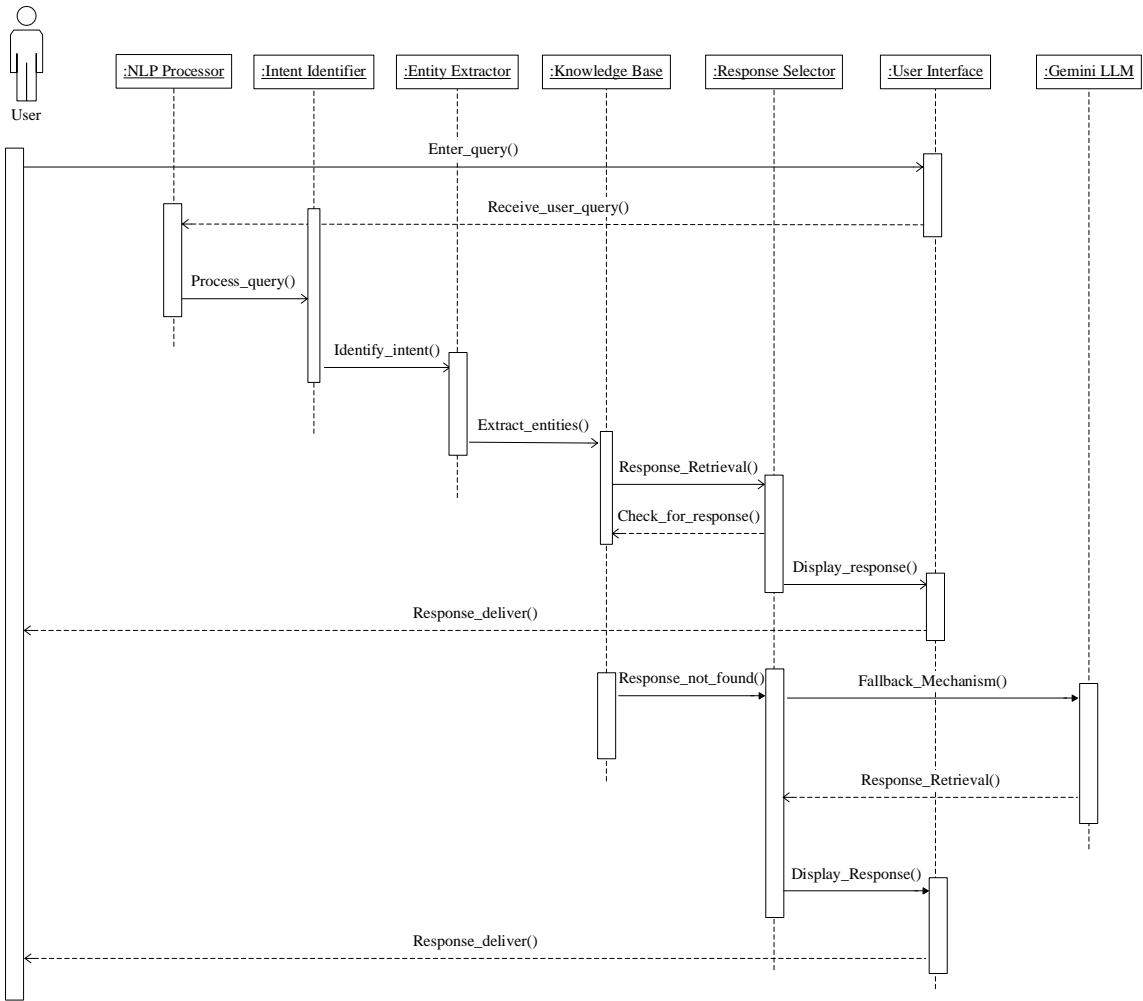 :NLP Processor
:Intent Identifier
:Entity Extractor
:Knowledge Base
:Response Selector
:User Interface
:Gemini LLM
User
Enter_query()
Receive_user_query()
Process_query()
Identify_intent()
Extract_entities()
Response_Retrieval()
Check_for_response()
Display_response()
Response_deliver()
Response_not_found()
Fallback_Mechanism()
Response_Retrieval()
Display_Response()
Response_deliver()